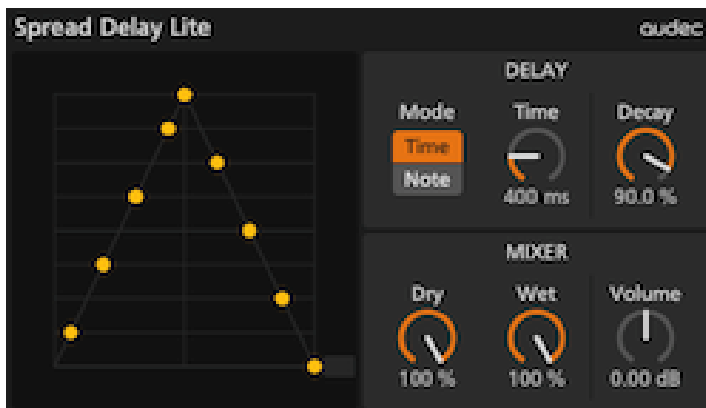 Spread Delay Lite
audec
DELAY
Mode
Time
Decay
Time
Note
400 ms
90.0 %
MIXER
Dry
Wet
Volume
100 %
100 %
0.00 dB